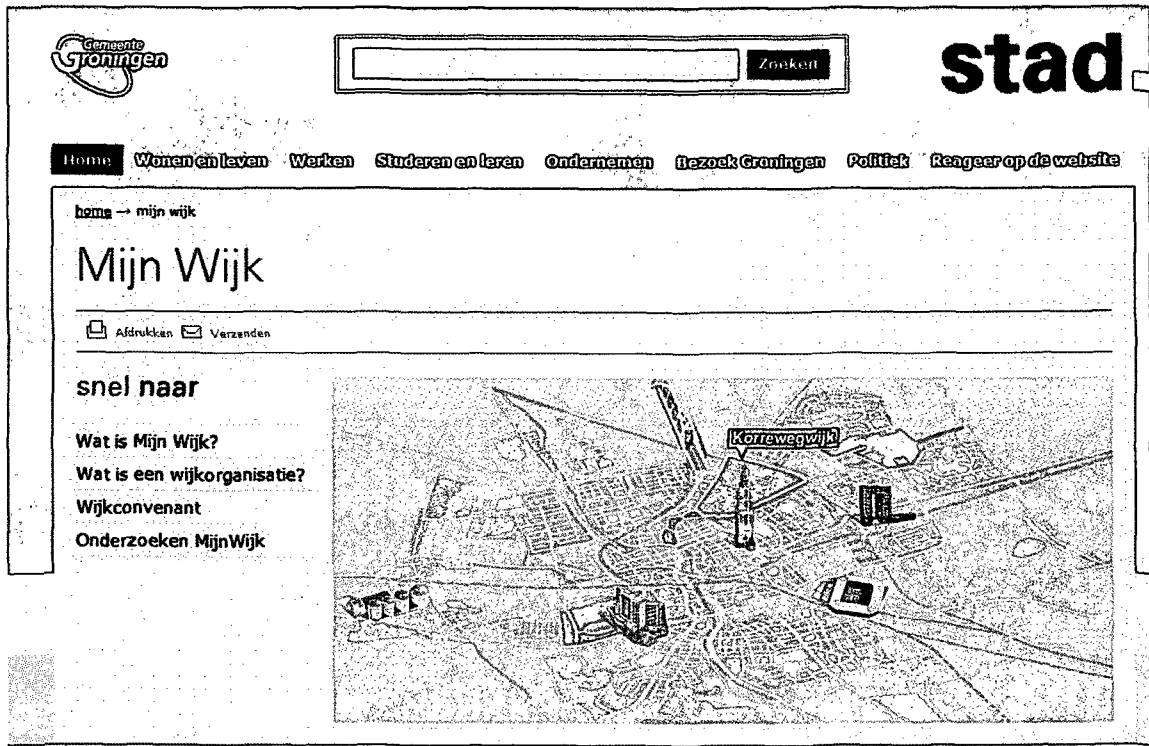 Gemeente
Groningen
Zoeken
stad
Home Wonen en leven Werken Studeren en leren Ondernemen Bezoek Groningen Politiek Reageer op de website
home → mijn wijk
Mijn Wijk
Afdrukken Verzenden
snel naar
Wat is Mijn Wijk?
Wat is een wijkorganisatie?
Wijkconvenant
Onderzoeken MijnWijk
Korrewegwijk